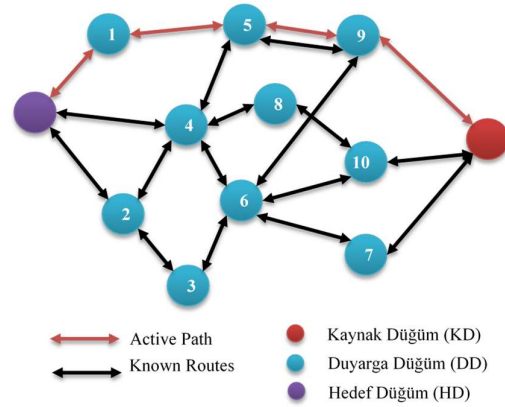 1
5
9
8
4
10
6
2
7
3
Active Path
Known Routes
Kaynak Düğüm (KD)
Duyarga Düğüm (DD)
Hedef Düğüm (HD)